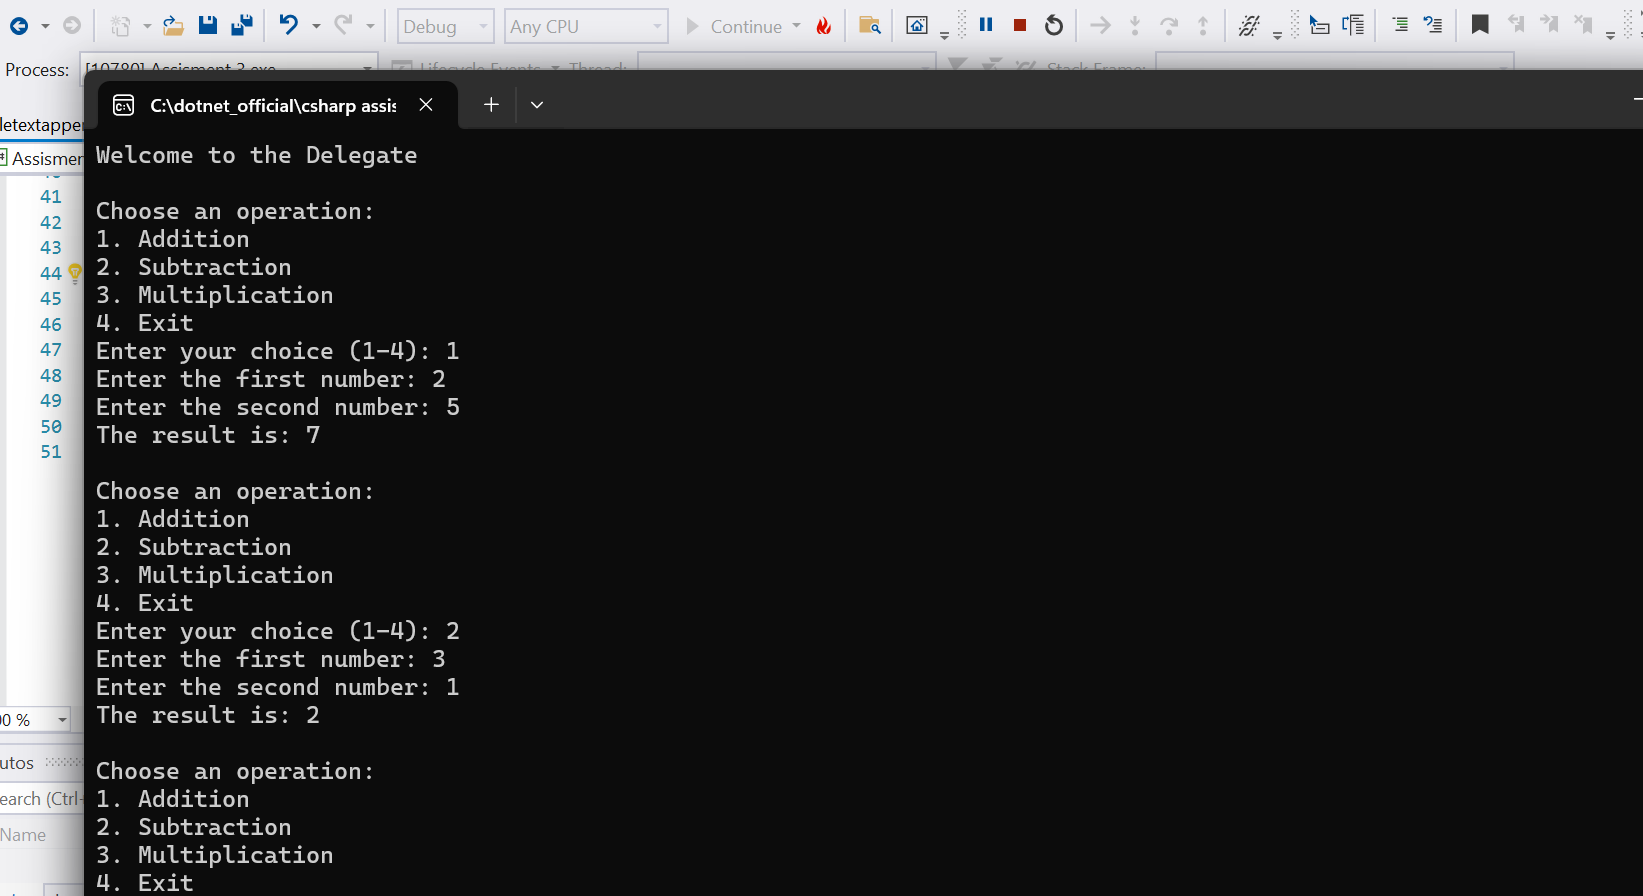 Debug
Any CPU
Continue
Process:
[10780] Assisment 3.exe
Lifecycle Events
Thread:
Stack Frame:
C:\dotnet_official\csharp assis
letextappe
Assismen
41
42
43
44
45
46
47
48
49
50
51
00 %
utos
earch (Ctrl+
Name
Welcome to the Delegate
Choose an operation:
1. Addition
2. Subtraction
3. Multiplication
4. Exit
Enter your choice (1-4): 1
Enter the first number: 2
Enter the second number: 5
The result is: 7
Choose an operation:
1. Addition
2. Subtraction
3. Multiplication
4. Exit
Enter your choice (1-4): 2
Enter the first number: 3
Enter the second number: 1
The result is: 2
Choose an operation:
1. Addition
2. Subtraction
3. Multiplication
4. Exit